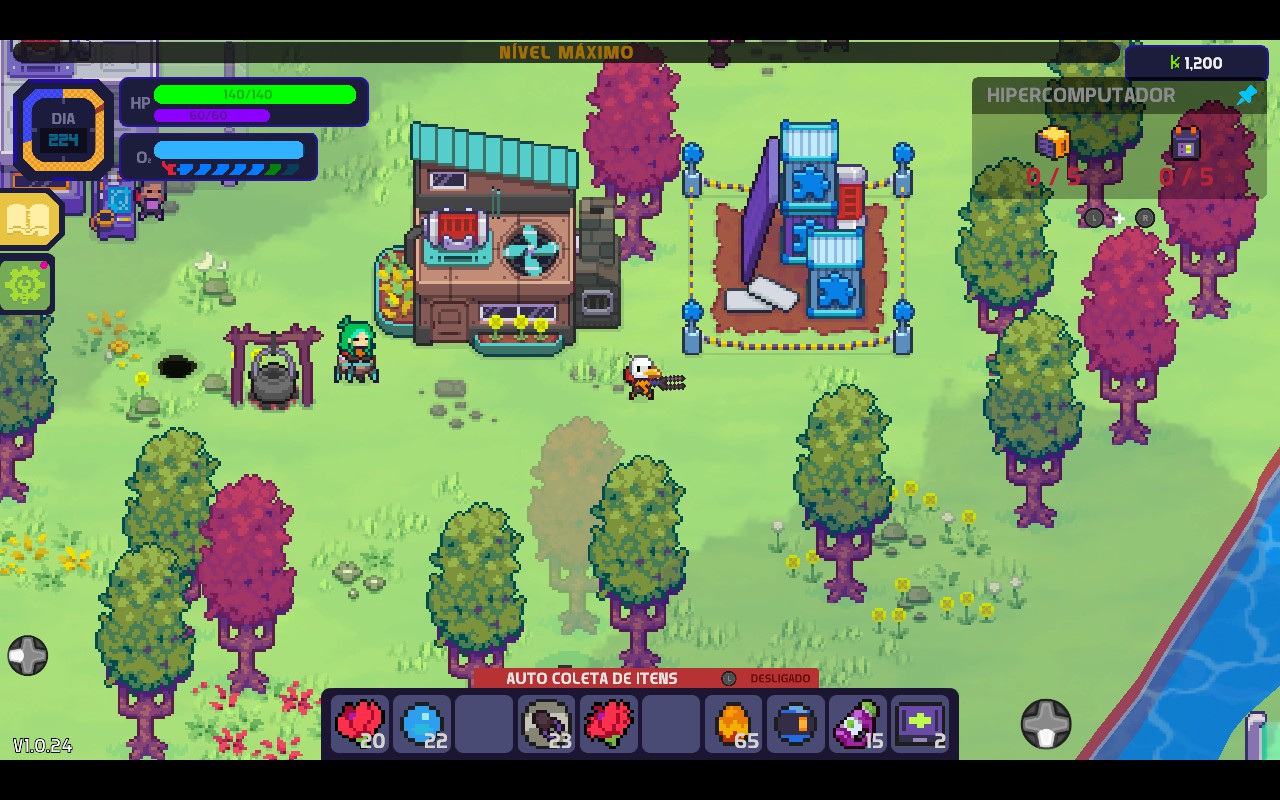 NÍVEL MÁXIMO
1,200
HP 140/140
60/60
DIA
224
O₂
HIPERCOMPUTADOR
0/5 0/5
L + R
AUTO COLETA DE ITENS L DESLIGADO
20 22 23 65 15 2
V1.0.24